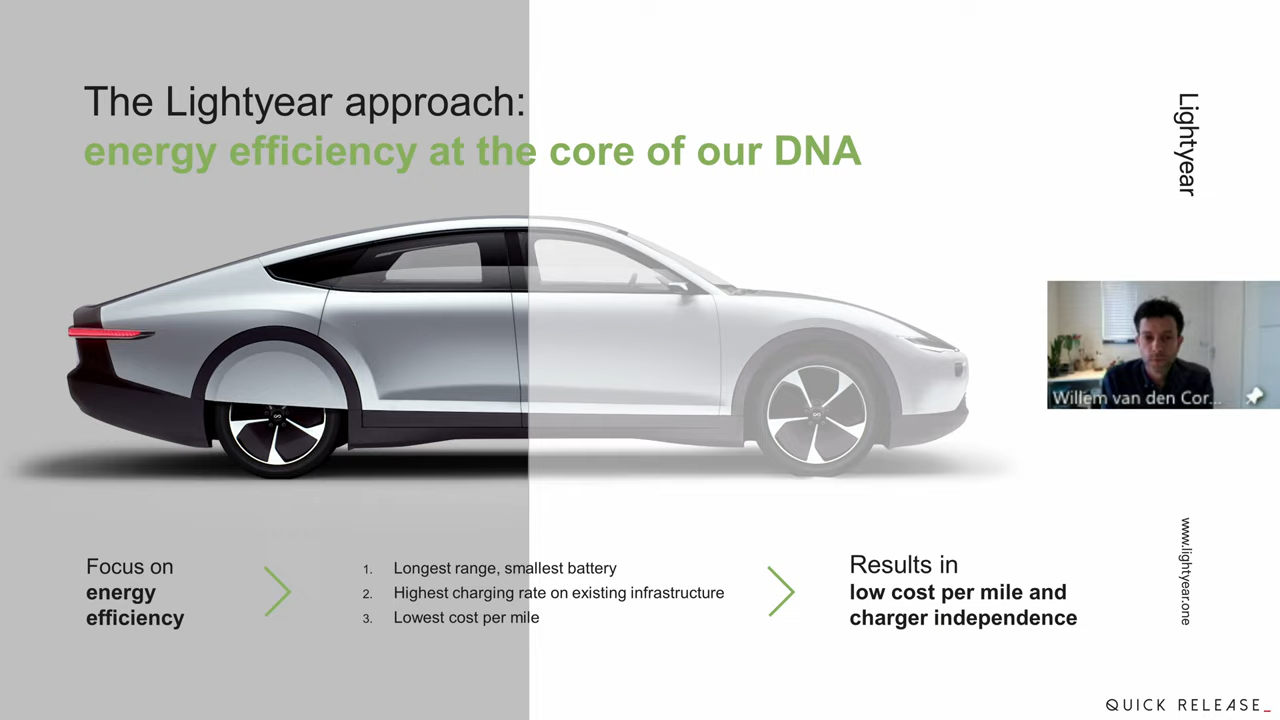 The Lightyear approach:
energy efficiency at the core of our DNA
Lightyear
Willem van den Cor...
Focus on
energy
efficiency
1. Longest range, smallest battery
2. Highest charging rate on existing infrastructure
3. Lowest cost per mile
Results in
low cost per mile and
charger independence
www.lightyear.one
QUICK RELEASE_